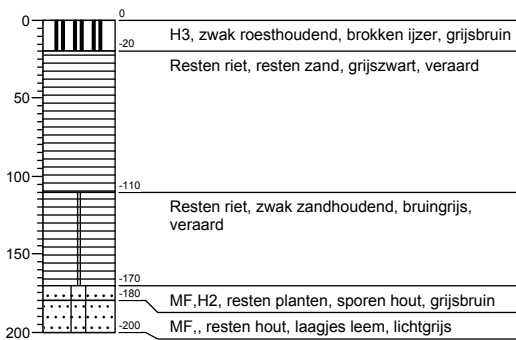 0
0
H3, zwak roesthoudend, brokken ijzer, grijsbruin
-20
Resten riet, resten zand, grijszwart, veraard
50
100
-110
Resten riet, zwak zandhoudend, bruingrijs,
veraard
150
-170
-180
MF,H2, resten planten, sporen hout, grijsbruin
200
-200
MF,, resten hout, laagjes leem, lichtgrijs